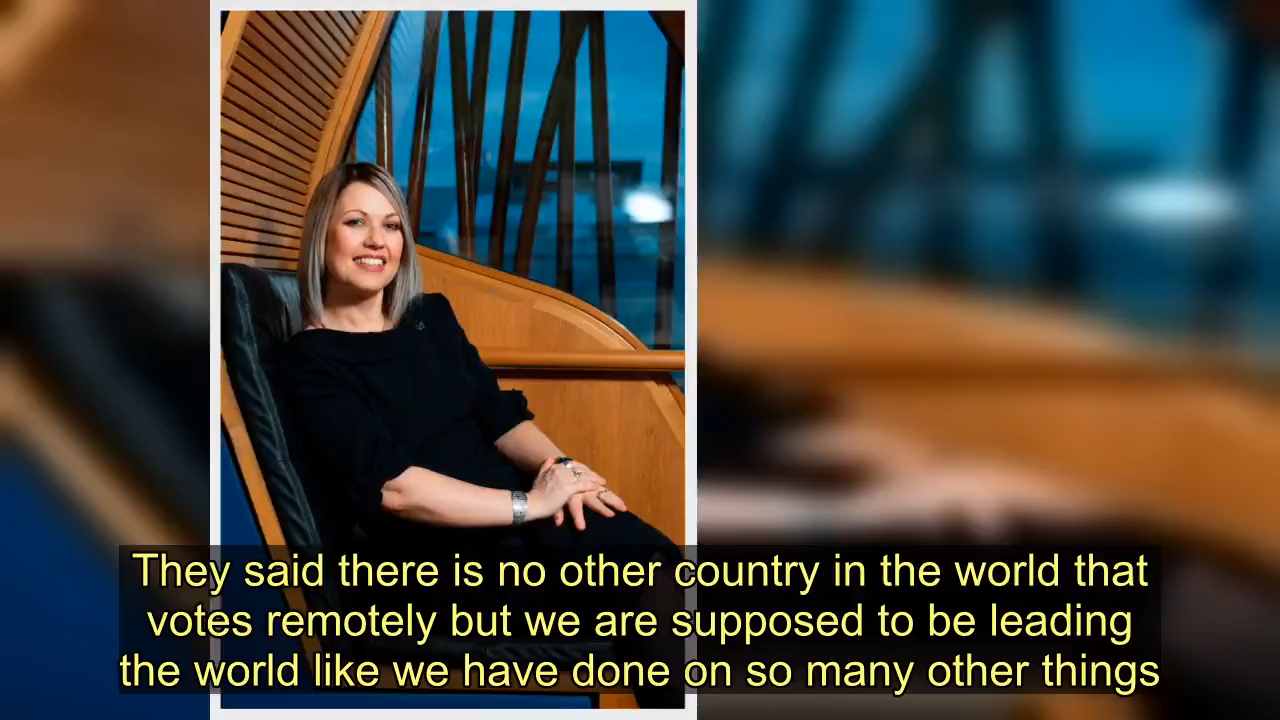 They said there is no other country in the world that
votes remotely but we are supposed to be leading
the world like we have done on so many other things